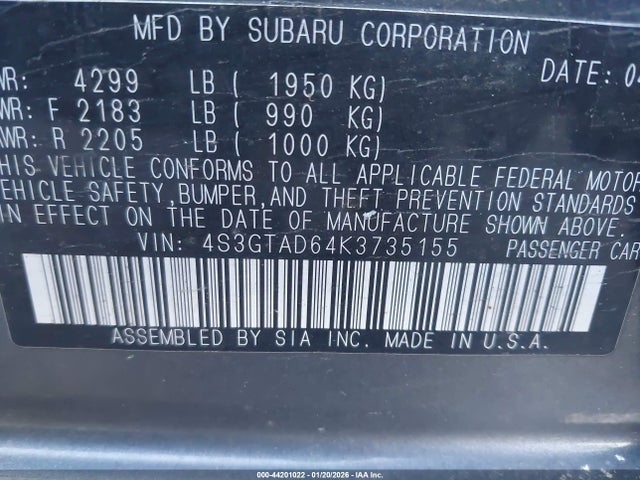 MFD BY SUBARU CORPORATION
WR: 4299 LB ( 1950 KG)
DATE: 0
WR: F 2183 LB ( 990 KG)
WR: R 2205 LB ( 1000 KG)
HIS VEHICLE CONFORMS TO ALL APPLICABLE FEDERAL MOTOR
EHICLE SAFETY,BUMPER,AND THEFT PREVENTION STANDARDS
IN EFFECT ON THE DATE OF MANUFACTURE SHOWN ABOVE.
VIN: 4S3GTAD64K3735155 PASSENGER CAR
ASSEMBLED BY SIA INC. MADE IN U.S.A.
000-44201022 - 01/20/2026 - IAA Inc.